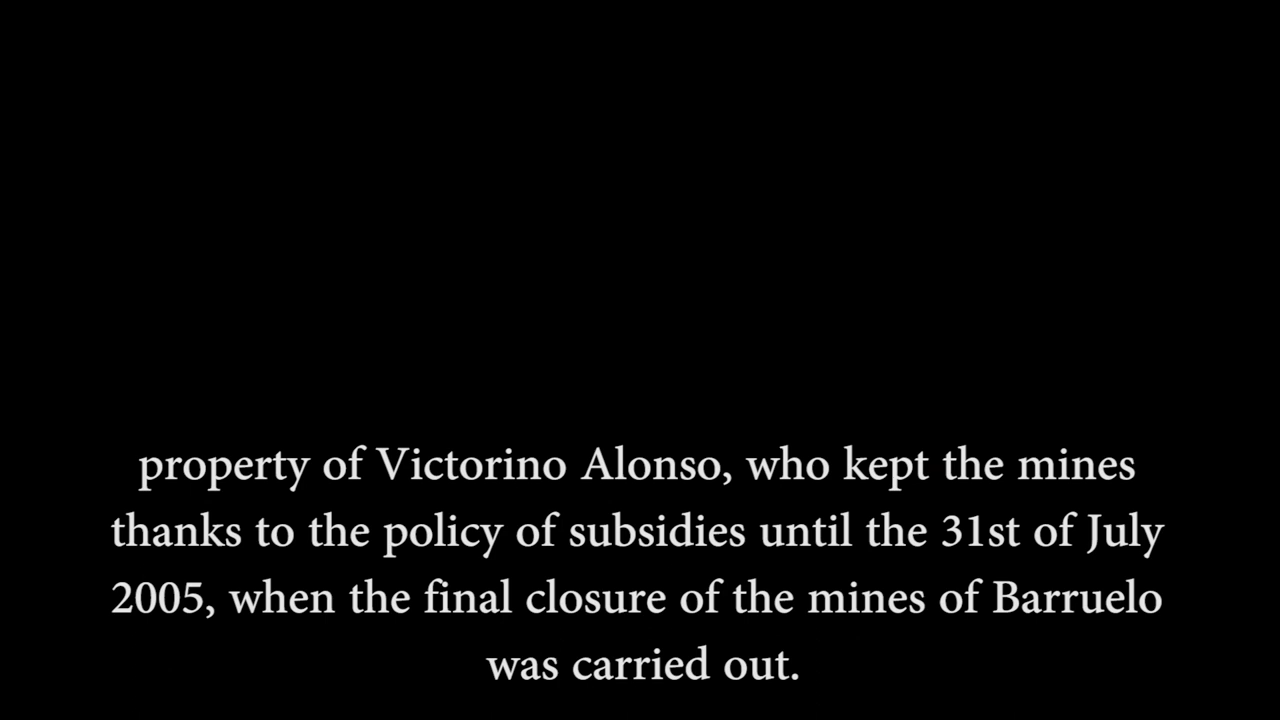 property of Victorino Alonso, who kept the mines
thanks to the policy of subsidies until the 31st of July
2005, when the final closure of the mines of Barruelo
was carried out.